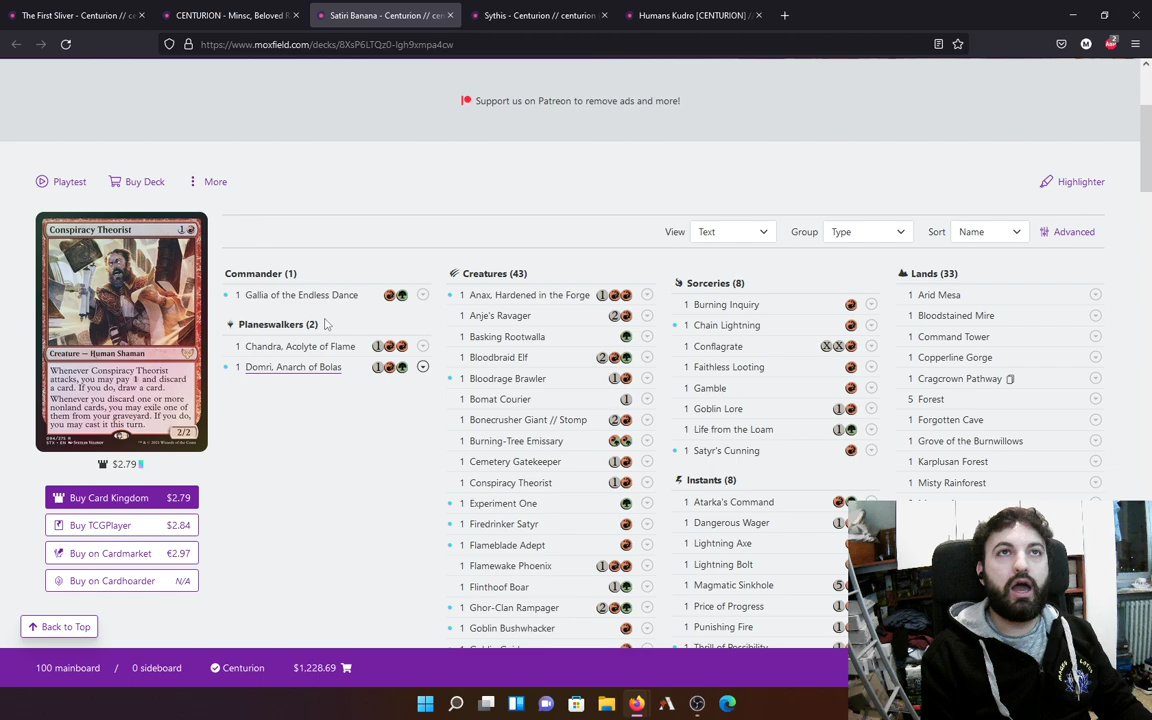 The First Sliver - Centurion // ce
CENTURION - Minsc, Beloved R
Satiri Banana - Centurion // cen
Sythis - Centurion // centurion
Humans Kudro [CENTURION] //
https://www.moxfield.com/decks/8XsP6LTQz0-lgh9xmpa4cw
Support us on Patreon to remove ads and more!
Playtest
Buy Deck
More
Highlighter
View
Text
Group
Type
Sort
Name
Advanced
Conspiracy Theorist
Creature — Human Shaman
Whenever Conspiracy Theorist
attacks, you may pay 1 and discard
a card. If you do, draw a card.
Whenever you discard one or more
nonland cards, you may exile one of
them from your graveyard. If you do,
you may cast it this turn.
2/2
$2.79
Buy Card Kingdom $2.79
Buy TCGPlayer $2.84
Buy on Cardmarket €2.97
Buy on Cardhoarder N/A
Back to Top
Commander (1)
1 Gallia of the Endless Dance
Planeswalkers (2)
1 Chandra, Acolyte of Flame
1 Domri, Anarch of Bolas
Creatures (43)
1 Anax, Hardened in the Forge
1 Anje's Ravager
1 Basking Rootwalla
1 Bloodbraid Elf
1 Bloodrage Brawler
1 Bomat Courier
1 Bonecrusher Giant // Stomp
1 Burning-Tree Emissary
1 Cemetery Gatekeeper
1 Conspiracy Theorist
1 Experiment One
1 Firedrinker Satyr
1 Flameblade Adept
1 Flamewake Phoenix
1 Flinthoof Boar
1 Ghor-Clan Rampager
1 Goblin Bushwhacker
Sorceries (8)
1 Burning Inquiry
1 Chain Lightning
1 Conflagrate
1 Faithless Looting
1 Gamble
1 Goblin Lore
1 Life from the Loam
1 Satyr's Cunning
Instants (8)
1 Atarka's Command
1 Dangerous Wager
1 Lightning Axe
1 Lightning Bolt
1 Magmatic Sinkhole
1 Price of Progress
1 Punishing Fire
1 Thrill of Possibility
Lands (33)
1 Arid Mesa
1 Bloodstained Mire
1 Command Tower
1 Copperline Gorge
1 Cragcrown Pathway
5 Forest
1 Forgotten Cave
1 Grove of the Burnwillows
1 Karplusan Forest
1 Misty Rainforest
100 mainboard / 0 sideboard
Centurion
$1,228.69